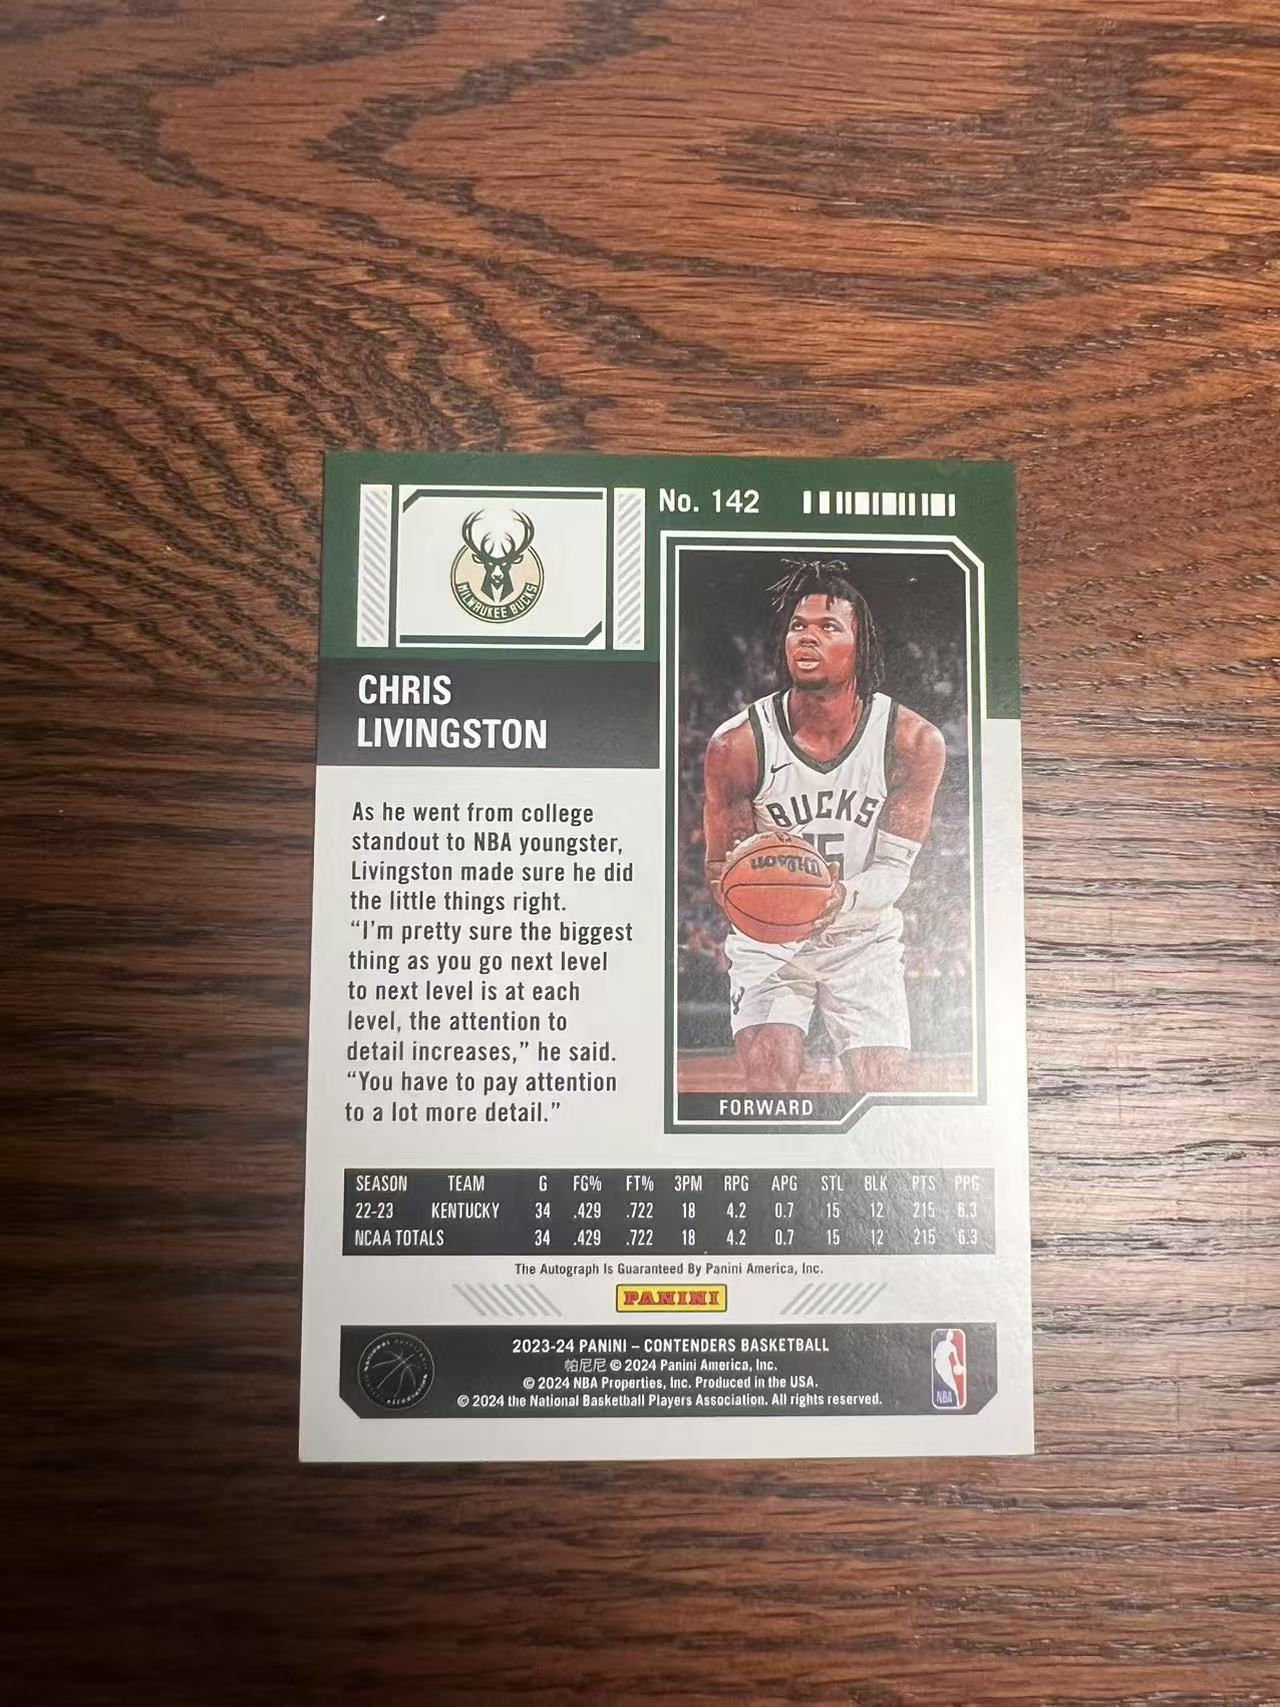 No. 142
MILWAUKEE BUCKS
CHRIS
LIVINGSTON
As he went from college
standout to NBA youngster,
Livingston made sure he did
the little things right.
“I’m pretty sure the biggest
thing as you go next level
to next level is at each
level, the attention to
detail increases,” he said.
“You have to pay attention
to a lot more detail.”
BUCKS
15
Wilson
FORWARD
SEASON TEAM G FG% FT% 3PM RPG APG STL BLK PTS PPG
22-23 KENTUCKY 34 .429 .722 18 4.2 0.7 15 12 215 6.3
NCAA TOTALS 34 .429 .722 18 4.2 0.7 15 12 215 6.3
The Autograph Is Guaranteed By Panini America, Inc.
PANINI
2023-24 PANINI – CONTENDERS BASKETBALL
帕尼尼 © 2024 Panini America, Inc.
© 2024 NBA Properties, Inc. Produced in the USA.
© 2024 the National Basketball Players Association. All rights reserved.
NBA